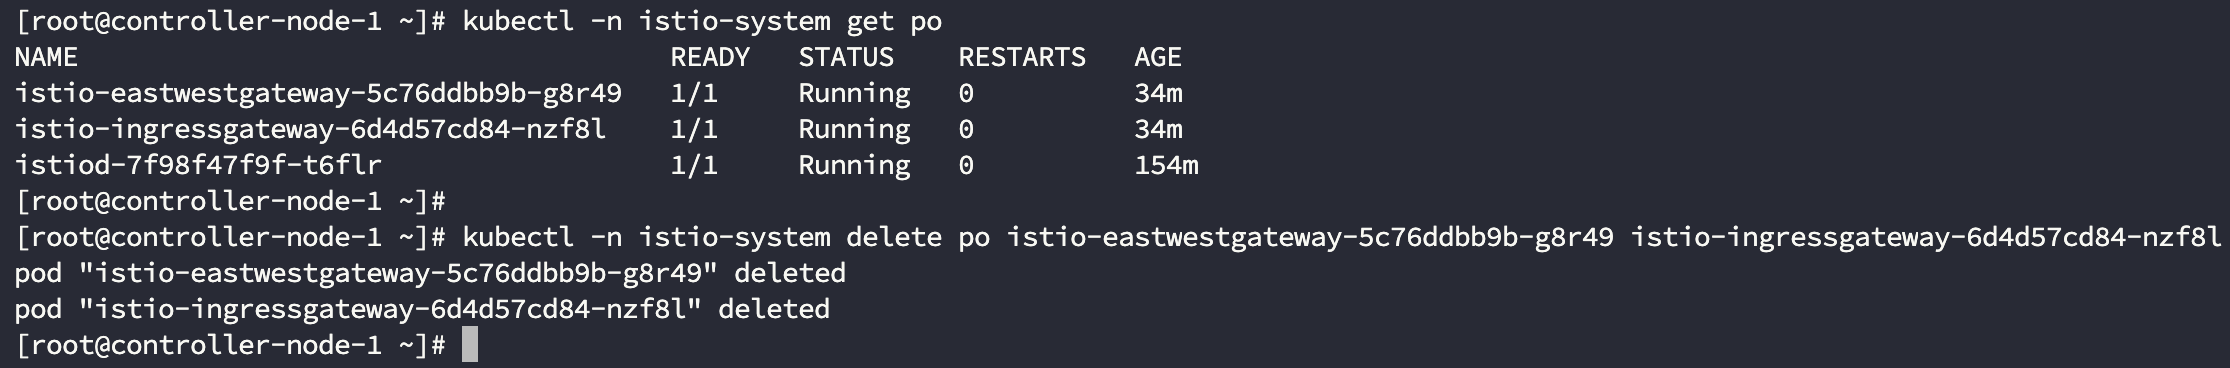 [root@controller-node-1 ~]# kubectl -n istio-system get po
NAME                                     READY   STATUS    RESTARTS   AGE
istio-eastwestgateway-5c76ddbb9b-g8r49   1/1     Running   0          34m
istio-ingressgateway-6d4d57cd84-nzf8l    1/1     Running   0          34m
istiod-7f98f47f9f-t6flr                  1/1     Running   0          154m
[root@controller-node-1 ~]#
[root@controller-node-1 ~]# kubectl -n istio-system delete po istio-eastwestgateway-5c76ddbb9b-g8r49 istio-ingressgateway-6d4d57cd84-nzf8l
pod "istio-eastwestgateway-5c76ddbb9b-g8r49" deleted
pod "istio-ingressgateway-6d4d57cd84-nzf8l" deleted
[root@controller-node-1 ~]#